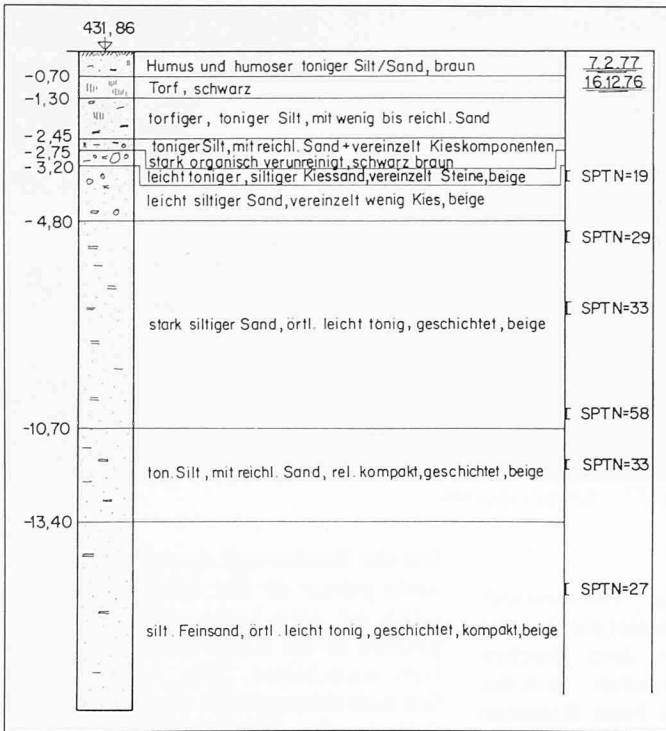 431,86
Humus und humoser toniger Silt/Sand, braun
7.2.77
-0,70
Torf, schwarz
16.12.76
-1,30
torfiger, toniger Silt, mit wenig bis reichl. Sand
-2,45
toniger Silt, mit reichl. Sand + vereinzelt Kieskomponenten
-2,75
stark organisch verunreinigt, schwarz braun
-3,20
leicht toniger, siltiger Kiessand, vereinzelt Steine, beige
SPTN=19
leicht siltiger Sand, vereinzelt wenig Kies, beige
-4,80
SPTN=29
SPTN=33
stark siltiger Sand, örtl. leicht tonig, geschichtet, beige
SPTN=58
-10,70
ton. Silt, mit reichl. Sand, rel. kompakt, geschichtet, beige
SPTN=33
-13,40
SPTN=27
silt. Feinsand, örtl. leicht tonig, geschichtet, kompakt, beige